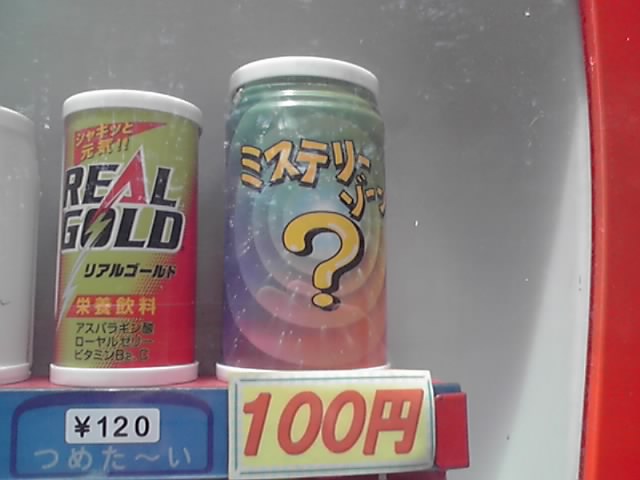 シャキッと
元気!!
REAL
GOLD
リアルゴールド
栄養飲料
アスパラギン酸
ローヤルゼリー
ビタミンB2、C
ミステリー
ゾーン
?
¥120
つめた〜い
100円